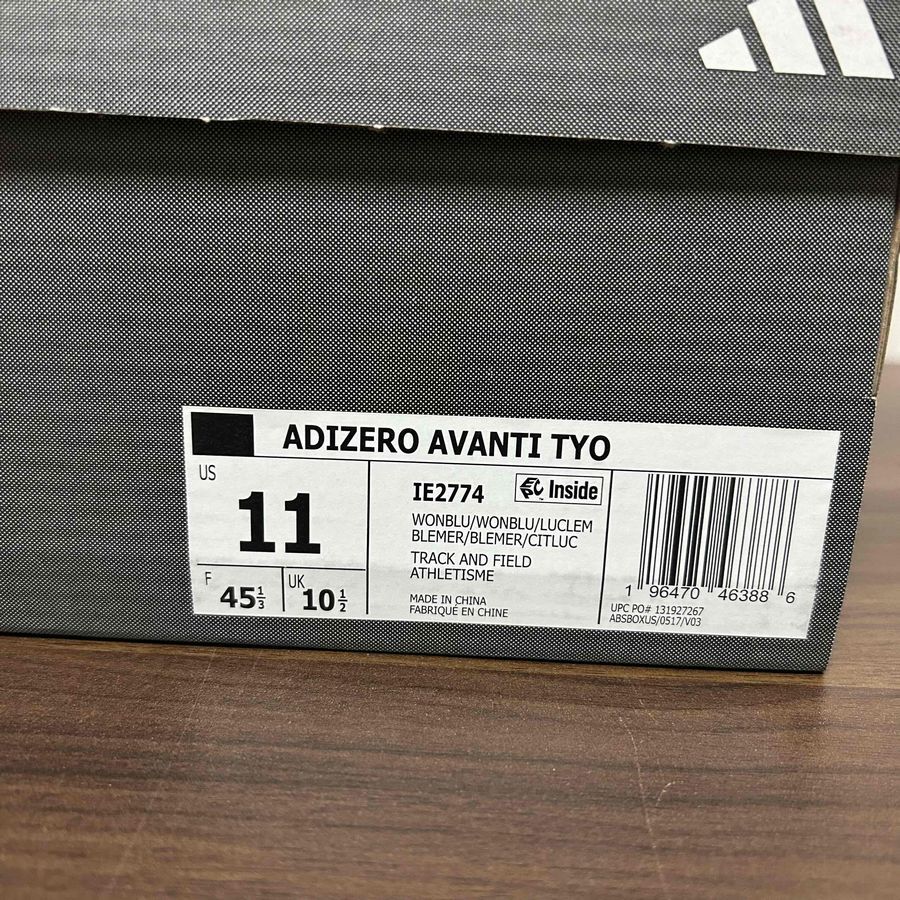 ADIZERO AVANTI TYO
US
11
F
45 1/3
UK
10 1/2
IE2774
EC Inside
WONBLU/WONBLU/LUCLEM
BLEMER/BLEMER/CITLUC
TRACK AND FIELD
ATHLETISME
MADE IN CHINA
FABRIQUÉ EN CHINE
1 96470 46388 6
UPC PO# 131927267
ABSBOXUS/0517/V03